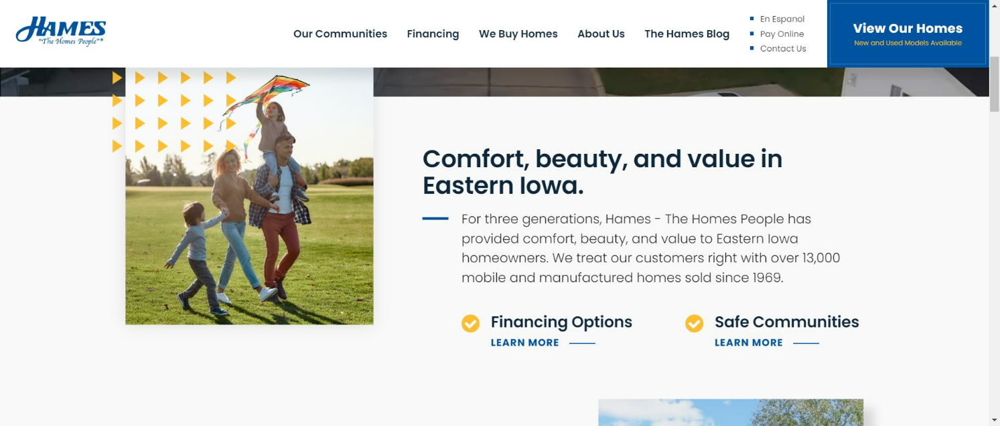 HAMES
"The Homes People"®
Our Communities
Financing
We Buy Homes
About Us
The Hames Blog
En Espanol
Pay Online
Contact Us
View Our Homes
New and Used Models Available
Comfort, beauty, and value in
Eastern Iowa.
For three generations, Hames - The Homes People has
provided comfort, beauty, and value to Eastern Iowa
homeowners. We treat our customers right with over 13,000
mobile and manufactured homes sold since 1969.
Financing Options
LEARN MORE
Safe Communities
LEARN MORE